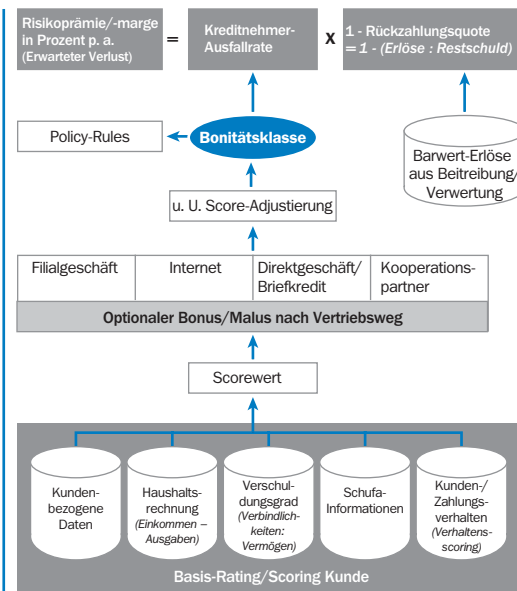 Risikoprämie/-marge
in Prozent p. a.
(Erwarteter Verlust)
=
Kreditnehmer-
Ausfallrate
x
1 - Rückzahlungsquote
= 1 - (Erlöse : Restschuld)
Policy-Rules
Bonitätsklasse
Barwert-Erlöse
aus Beitreibung/
Verwertung
u. U. Score-Adjustierung
Filialgeschäft
Internet
Direktgeschäft/
Briefkredit
Kooperations-
partner
Optionaler Bonus/Malus nach Vertriebsweg
Scorewert
Kunden-
bezogene
Daten
Haushalts-
rechnung
(Einkommen –
Ausgaben)
Verschul-
dungsgrad
(Verbindlich-
keiten:
Vermögen)
Schufa-
Informationen
Kunden-/
Zahlungs-
verhalten
(Verhaltens-
scoring)
Basis-Rating/Scoring Kunde